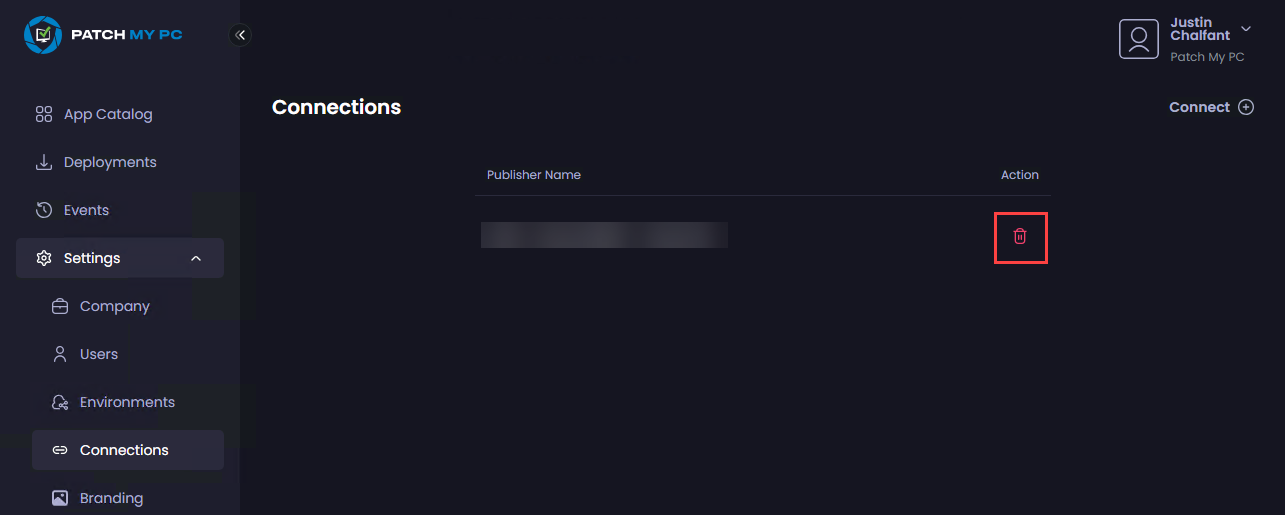 PATCH MY PC
Justin
Chalfant
Patch My PC
App Catalog
Deployments
Events
Settings
Company
Users
Environments
Connections
Branding
Connections
Connect
Publisher Name
Action